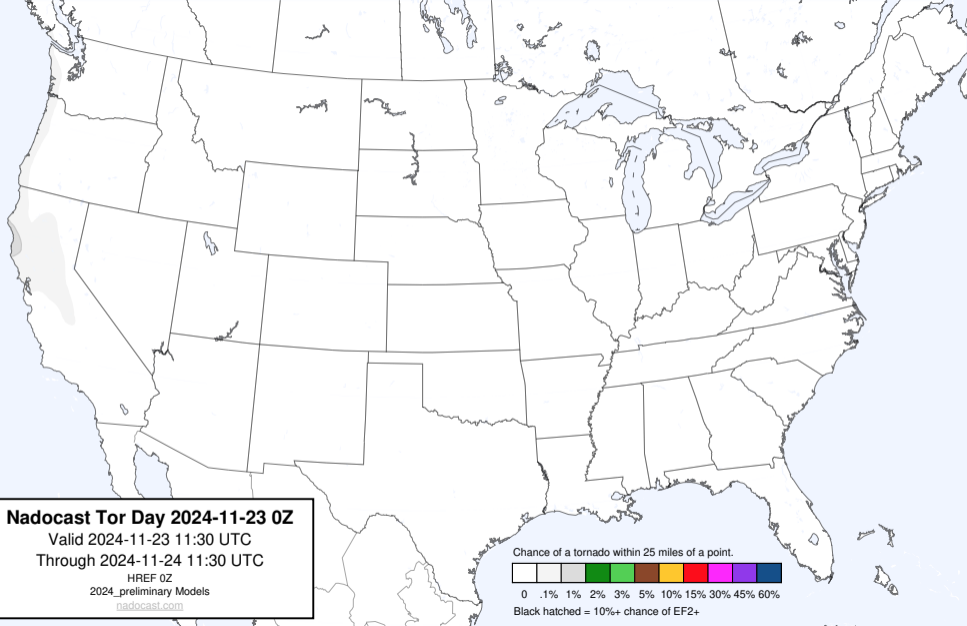 Nadocast Tor Day 2024-11-23 0Z
Valid 2024-11-23 11:30 UTC
Through 2024-11-24 11:30 UTC
HREF 0Z
2024_preliminary Models
nadocast.com
Chance of a tornado within 25 miles of a point.
0 .1% 1% 2% 3% 5% 10% 15% 30% 45% 60%
Black hatched = 10%+ chance of EF2+